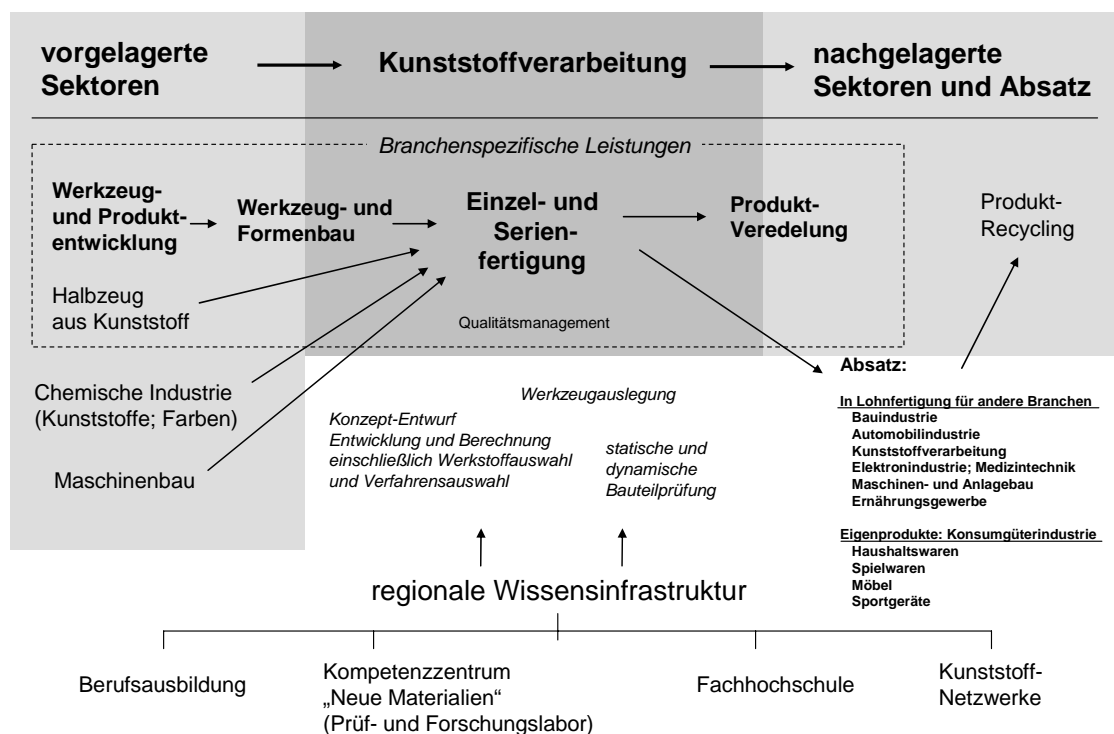 vorgelagerte
Sektoren
Kunststoffverarbeitung
nachgelagerte
Sektoren und Absatz
Branchenspezifische Leistungen
Werkzeug-
und Produkt-
entwicklung
Werkzeug- und
Formenbau
Einzel- und
Serien-
fertigung
Produkt-
Veredelung
Produkt-
Recycling
Halbzeug
aus Kunststoff
Qualitätsmanagement
Chemische Industrie
(Kunststoffe; Farben)
Maschinenbau
Werkzeugauslegung
Konzept-Entwurf
Entwicklung und Berechnung
einschließlich Werkstoffauswahl
und Verfahrensauswahl
statische und
dynamische
Bauteilprüfung
Absatz:
In Lohnfertigung für andere Branchen
Bauindustrie
Automobilindustrie
Kunststoffverarbeitung
Elektronindustrie; Medizintechnik
Maschinen- und Anlagebau
Ernährungsgewerbe
Eigenprodukte: Konsumgüterindustrie
Haushaltswaren
Spielwaren
Möbel
Sportgeräte
regionale Wissensinfrastruktur
Berufsausbildung
Kompetenzzentrum
„Neue Materialien“
(Prüf- und Forschungslabor)
Fachhochschule
Kunststoff-
Netzwerke